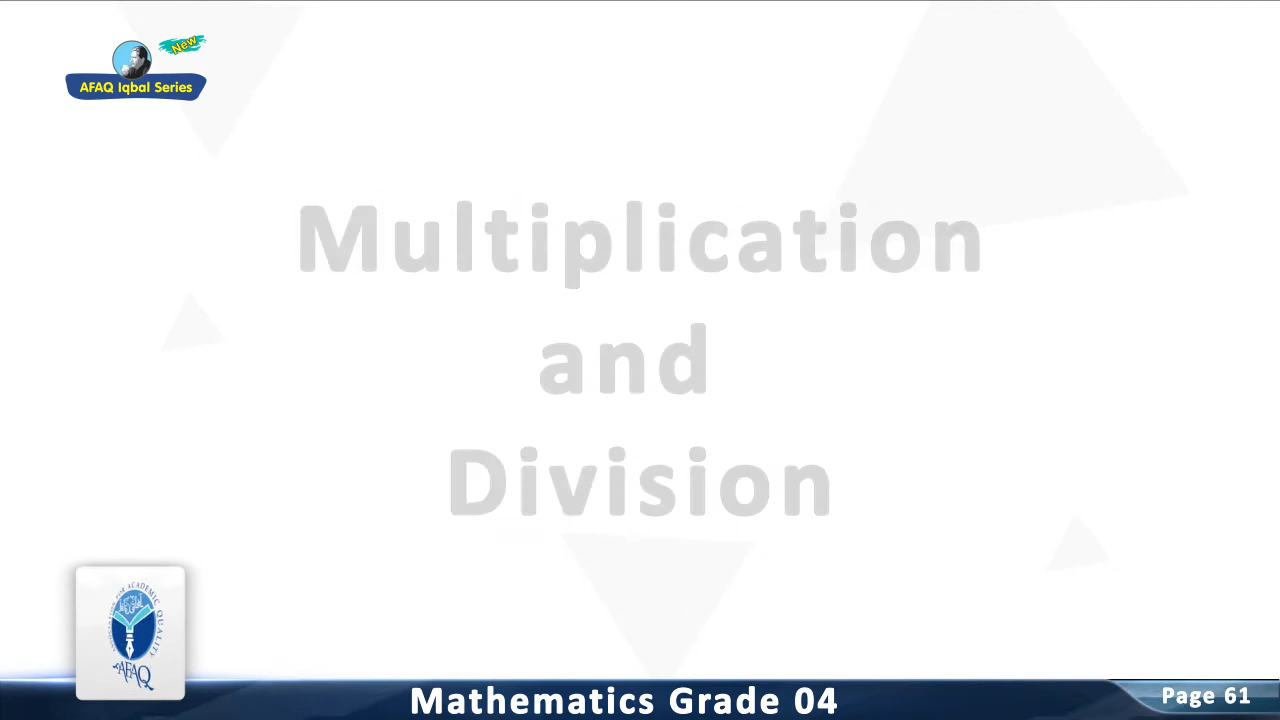 New
AFAQ Iqbal Series
Multiplication
and
Division
AFAQ
Mathematics Grade 04
Page 61